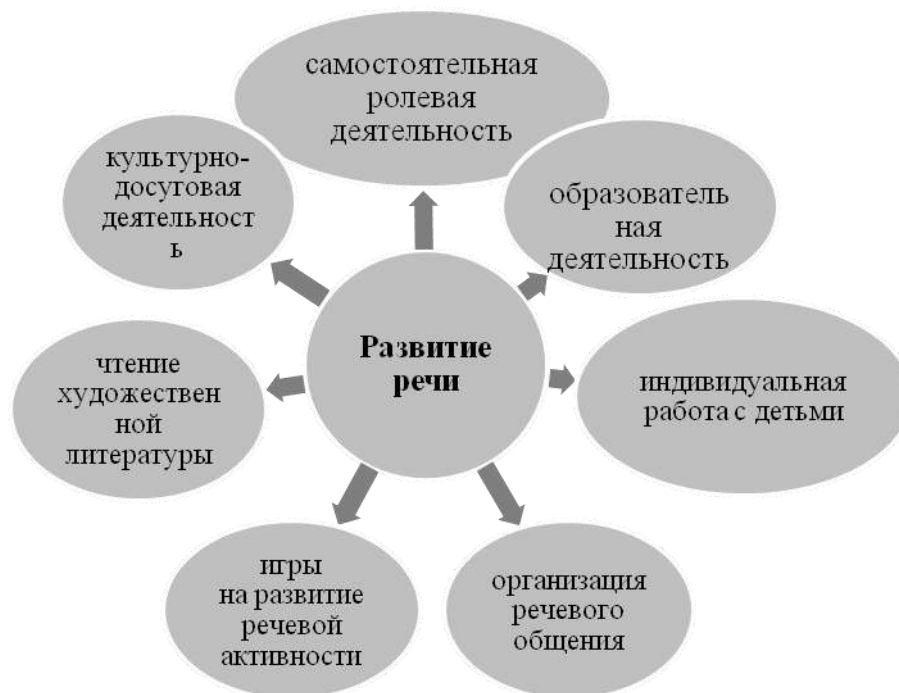 самостоятельная
ролевая
деятельность
культурно-
досуговая
деятельност
ь
образователь
ная
деятельность
Развитие
речи
чтение
художествен
ной
литературы
индивидуальная
работа с детьми
игры
на развитие
речевой
активности
организация
речевого
общения